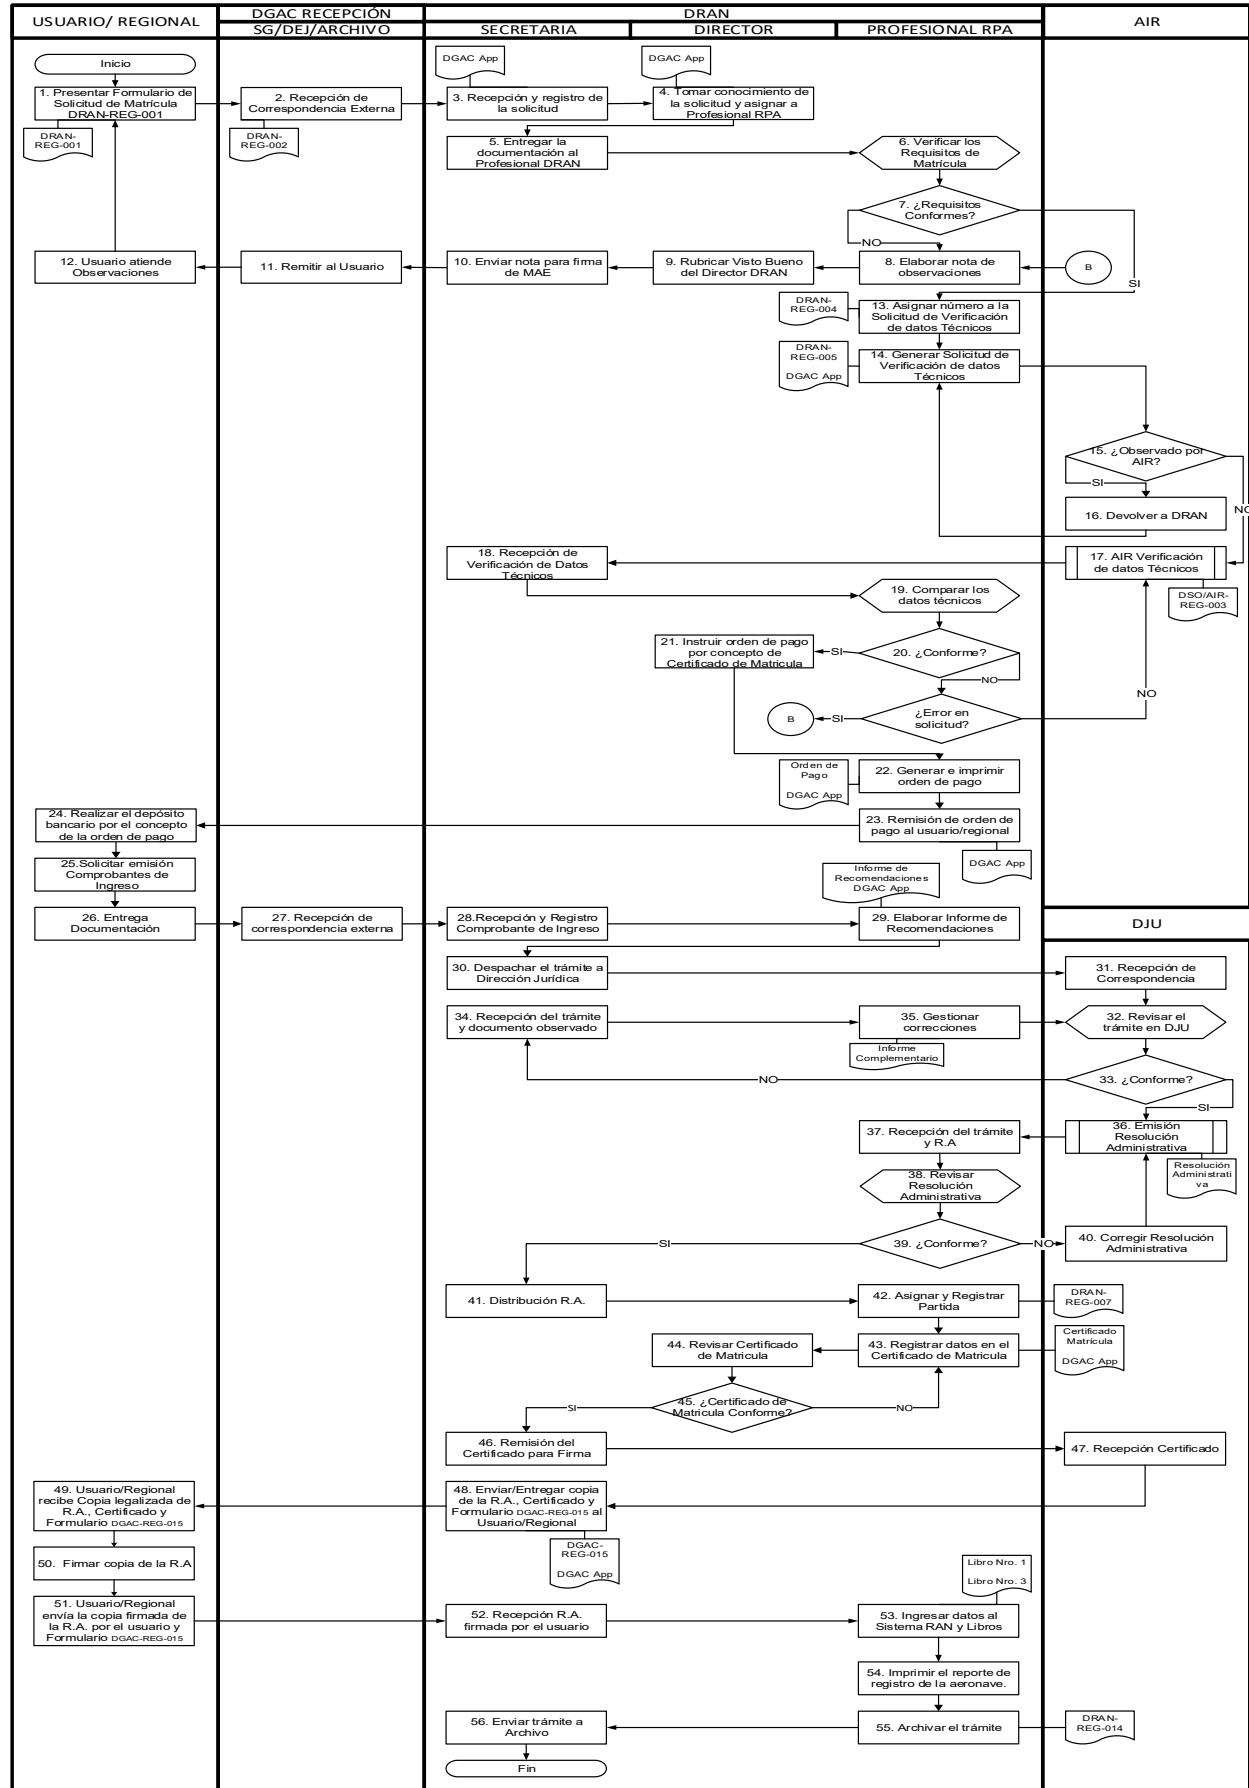 USUARIO/ REGIONAL
DGAC RECEPCIÓN
SG/DEJ/ARCHIVO
DRAN
SECRETARIA
DIRECTOR
PROFESIONAL RPA
AIR
Inicio
DGAC App
DGAC App
1. Presentar Formulario de
Solicitud de Matrícula
DRAN-REG-001
DRAN-
REG-001
2. Recepción de
Correspondencia Externa
DRAN-
REG-002
3. Recepción y registro de
la solicitud
4. Tomar conocimiento de
la solicitud y asignar a
Profesional RPA
5. Entregar la
documentación al
Profesional DRAN
6. Verificar los
Requisitos de
Matrícula
7. ¿Requisitos
Conformes?
NO
SI
12. Usuario atiende
Observaciones
11. Remitir al Usuario
10. Enviar nota para firma
de MAE
9. Rubricar Visto Bueno
del Director DRAN
8. Elaborar nota de
observaciones
B
DRAN-
REG-004
13. Asignar número a la
Solicitud de Verificación
de datos Técnicos
DRAN-
REG-005
DGAC App
14. Generar Solicitud de
Verificación de datos
Técnicos
15. ¿Observado por
AIR?
SI
NO
16. Devolver a DRAN
18. Recepción de
Verificación de Datos
Técnicos
17. AIR Verificación
de datos Técnicos
DSO/AIR-
REG-003
19. Comparar los
datos técnicos
21. Instruir orden de pago
por concepto de
Certificado de Matricula
SI
20. ¿Conforme?
NO
B
SI
¿Error en
solicitud?
NO
Orden de
Pago
DGAC App
22. Generar e imprimir
orden de pago
24. Realizar el depósito
bancario por el concepto
de la orden de pago
23. Remisión de orden de
pago al usuario/regional
DGAC App
25.Solicitar emisión
Comprobantes de
Ingreso
Informe de
Recomendaciones
DGAC App
26. Entrega
Documentación
27. Recepción de
correspondencia externa
28.Recepción y Registro
Comprobante de Ingreso
29. Elaborar Informe de
Recomendaciones
DJU
30. Despachar el trámite a
Dirección Jurídica
31. Recepción de
Correspondencia
34. Recepción del trámite
y documento observado
35. Gestionar
correcciones
Informe
Complementario
32. Revisar el
trámite en DJU
33. ¿Conforme?
NO
SI
37. Recepción del trámite
y R.A
36. Emisión
Resolución
Administrativa
Resolución
Administrati
va
38. Revisar
Resolución
Administrativa
39. ¿Conforme?
SI
NO
40. Corregir Resolución
Administrativa
41. Distribución R.A.
42. Asignar y Registrar
Partida
DRAN-
REG-007
44. Revisar Certificado
de Matricula
43. Registrar datos en el
Certificado de Matricula
Certificado
Matrícula
DGAC App
45. ¿Certificado de
Matricula Conforme?
SI
NO
46. Remisión del
Certificado para Firma
47. Recepción Certificado
49. Usuario/Regional
recibe Copia legalizada de
R.A., Certificado y
Formulario DGAC-REG-015
48. Enviar/Entregar copia
de la R.A., Certificado y
Formulario DGAC-REG-015 al
Usuario/Regional
DGAC-
REG-015
DGAC App
50. Firmar copia de la R.A
Libro Nro. 1
Libro Nro. 3
51. Usuario/Regional
envía la copia firmada de
la R.A. por el usuario y
Formulario DGAC-REG-015
52. Recepción R.A.
firmada por el usuario
53. Ingresar datos al
Sistema RAN y Libros
54. Imprimir el reporte de
registro de la aeronave.
56. Enviar trámite a
Archivo
55. Archivar el trámite
DRAN-
REG-014
Fin